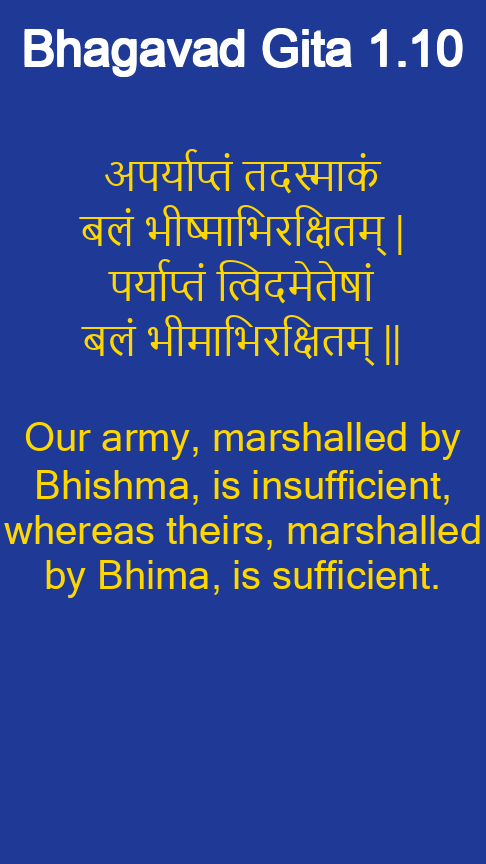 Bhagavad Gita 1.10
अपर्याप्तं तदस्माकं
बलं भीष्माभिरक्षितम् |
पर्याप्तं त्विदमेतेषां
बलं भीमाभिरक्षितम् ||
Our army, marshalled by
Bhishma, is insufficient,
whereas theirs, marshalled
by Bhima, is sufficient.